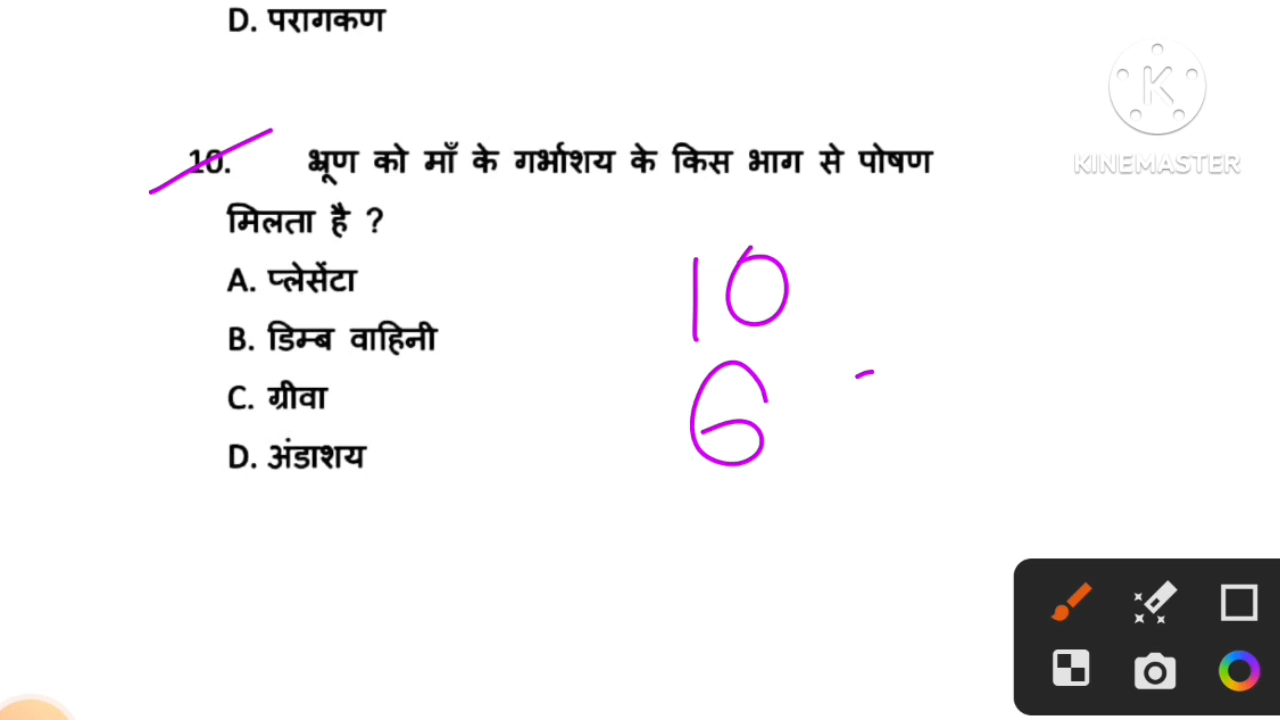 D. परागकण
10. भ्रूण को माँ के गर्भाशय के किस भाग से पोषण
मिलता है ?
A. प्लेसेंटा
B. डिम्ब वाहिनी
C. ग्रीवा
D. अंडाशय
10
6
K
KINEMASTER